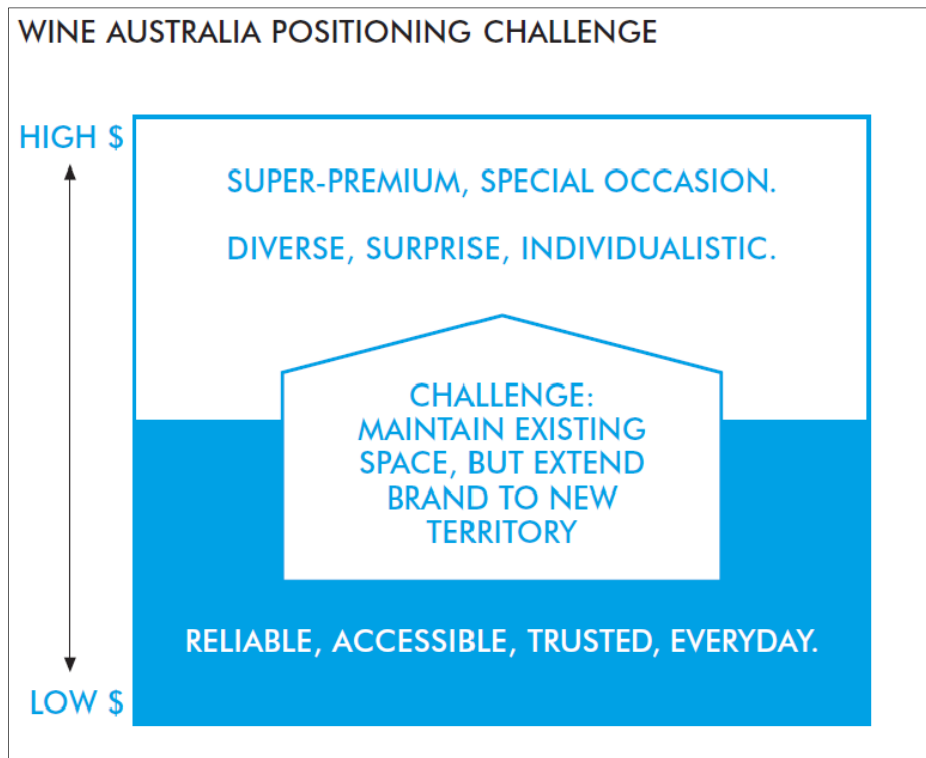 WINE AUSTRALIA POSITIONING CHALLENGE
HIGH $
SUPER-PREMIUM, SPECIAL OCCASION.
DIVERSE, SURPRISE, INDIVIDUALISTIC.
CHALLENGE:
MAINTAIN EXISTING
SPACE, BUT EXTEND
BRAND TO NEW
TERRITORY
RELIABLE, ACCESSIBLE, TRUSTED, EVERYDAY.
LOW $